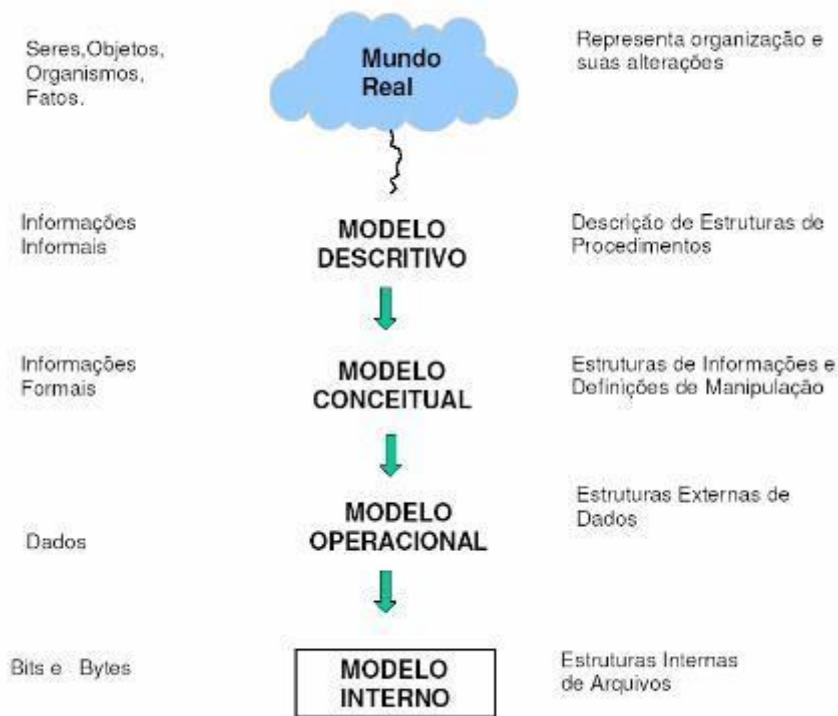 Seres,Objetos,
Organismos,
Fatos.
Mundo
Real
Representa organização e
suas alterações
Informações
Informais
MODELO
DESCRITIVO
Descrição de Estruturas de
Procedimentos
Informações
Formais
MODELO
CONCEITUAL
Estruturas de Informações e
Definições de Manipulação
Dados
MODELO
OPERACIONAL
Estruturas Externas de
Dados
Bits e Bytes
MODELO
INTERNO
Estruturas Internas
de Arquivos